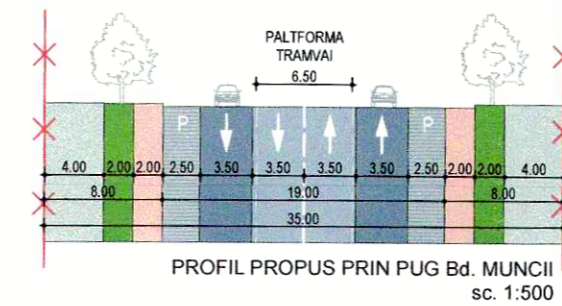 PALTFORMA
TRAMVAI
6.50
P P
4.00 2.00 2.00 2.50 3.50 3.50 3.50 3.50 2.50 2.00 2.00 4.00
8.00 19.00 8.00
35.00
PROFIL PROPUS PRIN PUG Bd. MUNCII
sc. 1:500